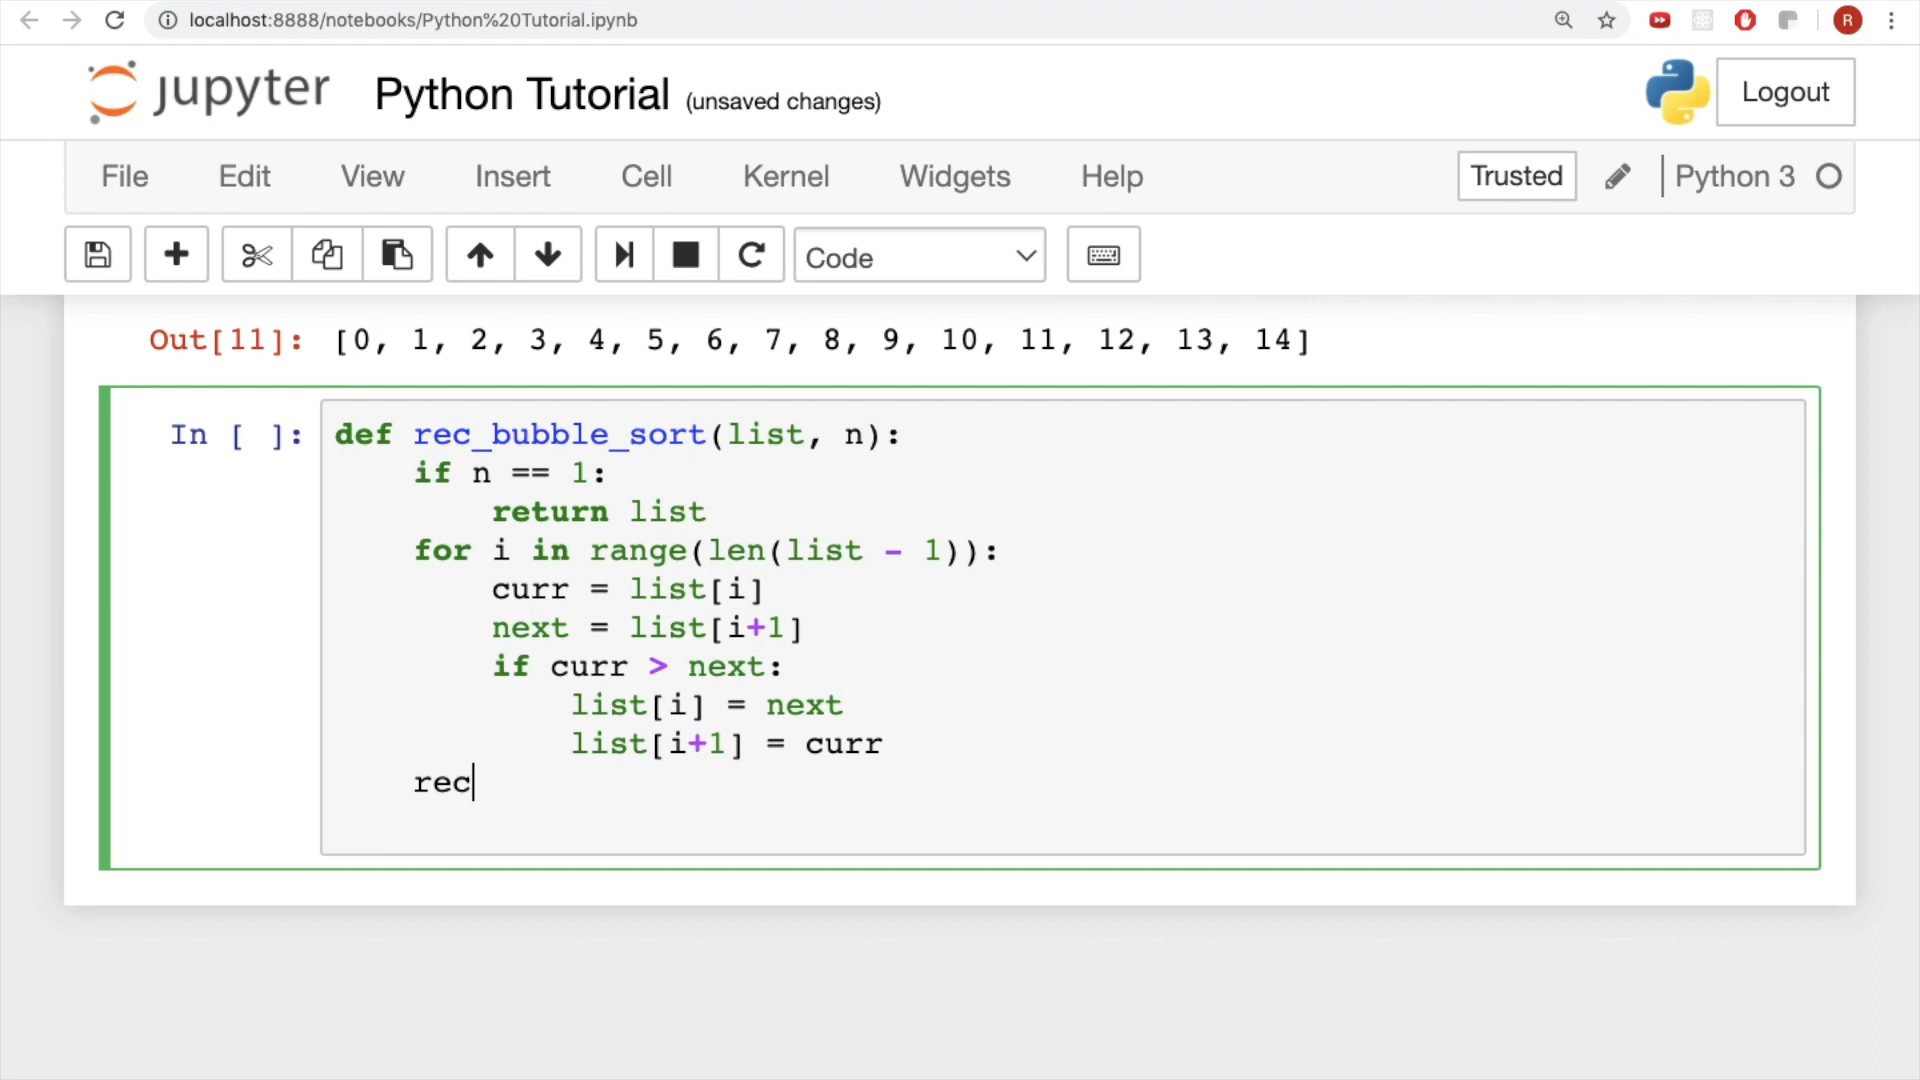 localhost:8888/notebooks/Python%20Tutorial.ipynb
R
jupyter Python Tutorial (unsaved changes) Logout
File Edit View Insert Cell Kernel Widgets Help Trusted Python 3
Code
Out[11]: [0, 1, 2, 3, 4, 5, 6, 7, 8, 9, 10, 11, 12, 13, 14]
In [ ]: def rec_bubble_sort(list, n):
    if n == 1:
        return list
    for i in range(len(list - 1)):
        curr = list[i]
        next = list[i+1]
        if curr > next:
            list[i] = next
            list[i+1] = curr
    rec